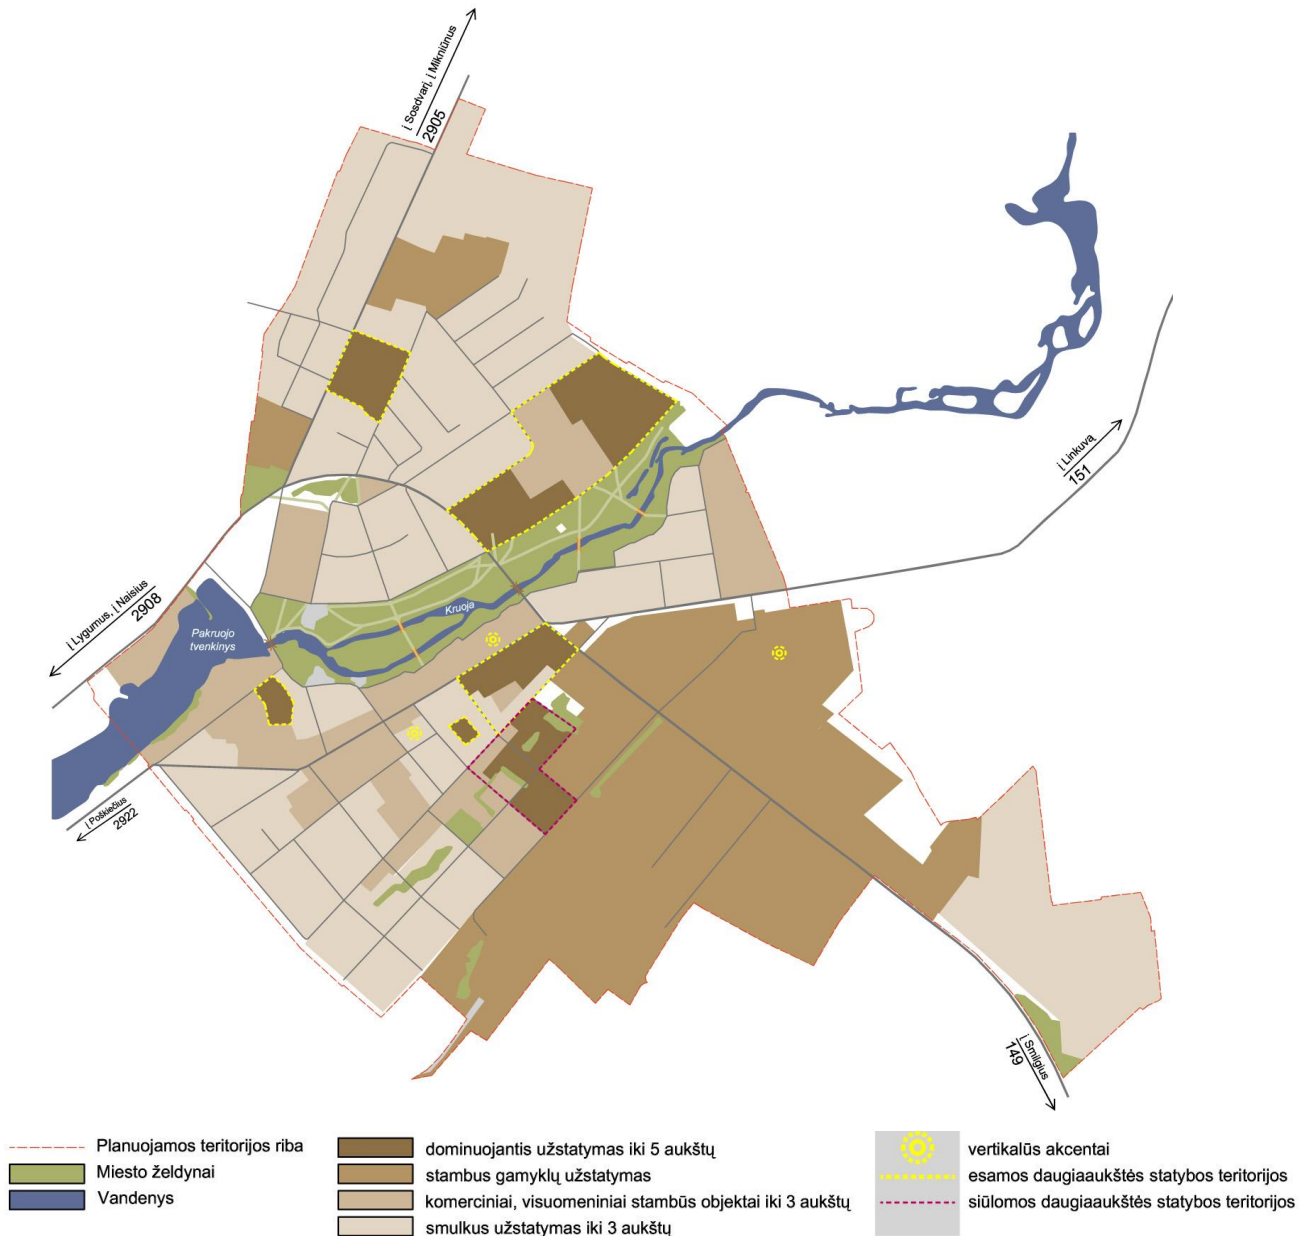 į Sosdvarį, į Mikniūnus
2905
į Linkuvą
151
Kruoja
į Lygumus, į Naisius
2908
Pakruojo
tvenkinys
į Poškiečius
2922
į Smilgius
149
Planuojamos teritorijos riba
Miesto želdynai
Vandenys
dominuojantis užstatymas iki 5 aukštų
stambus gamyklų užstatymas
komerciniai, visuomeniniai stambūs objektai iki 3 aukštų
smulkus užstatymas iki 3 aukštų
vertikalūs akcentai
esamos daugiaaukštės statybos teritorijos
siūlomos daugiaaukštės statybos teritorijos